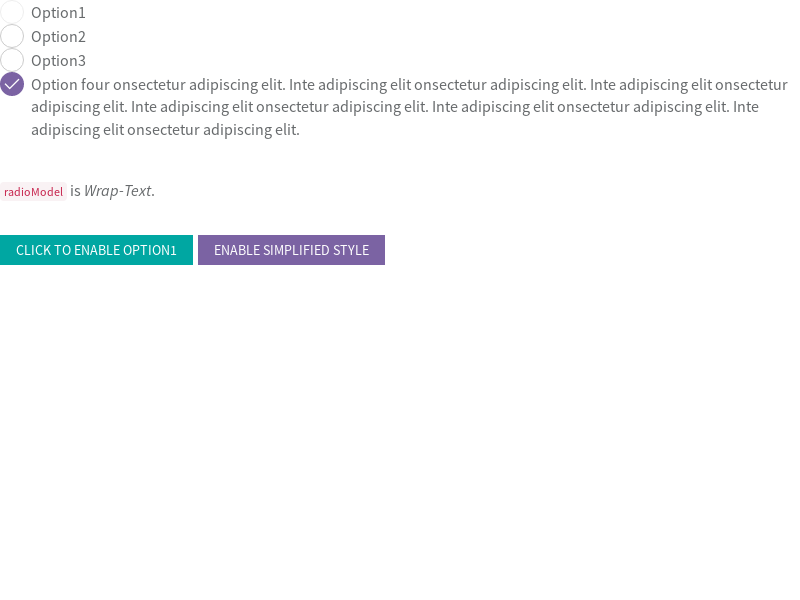 Option1
Option2
Option3
Option four onsectetur adipiscing elit. Inte adipiscing elit onsectetur adipiscing elit. Inte adipiscing elit onsectetur
adipiscing elit. Inte adipiscing elit onsectetur adipiscing elit. Inte adipiscing elit onsectetur adipiscing elit. Inte
adipiscing elit onsectetur adipiscing elit.
radioModel is Wrap-Text.
CLICK TO ENABLE OPTION1 ENABLE SIMPLIFIED STYLE